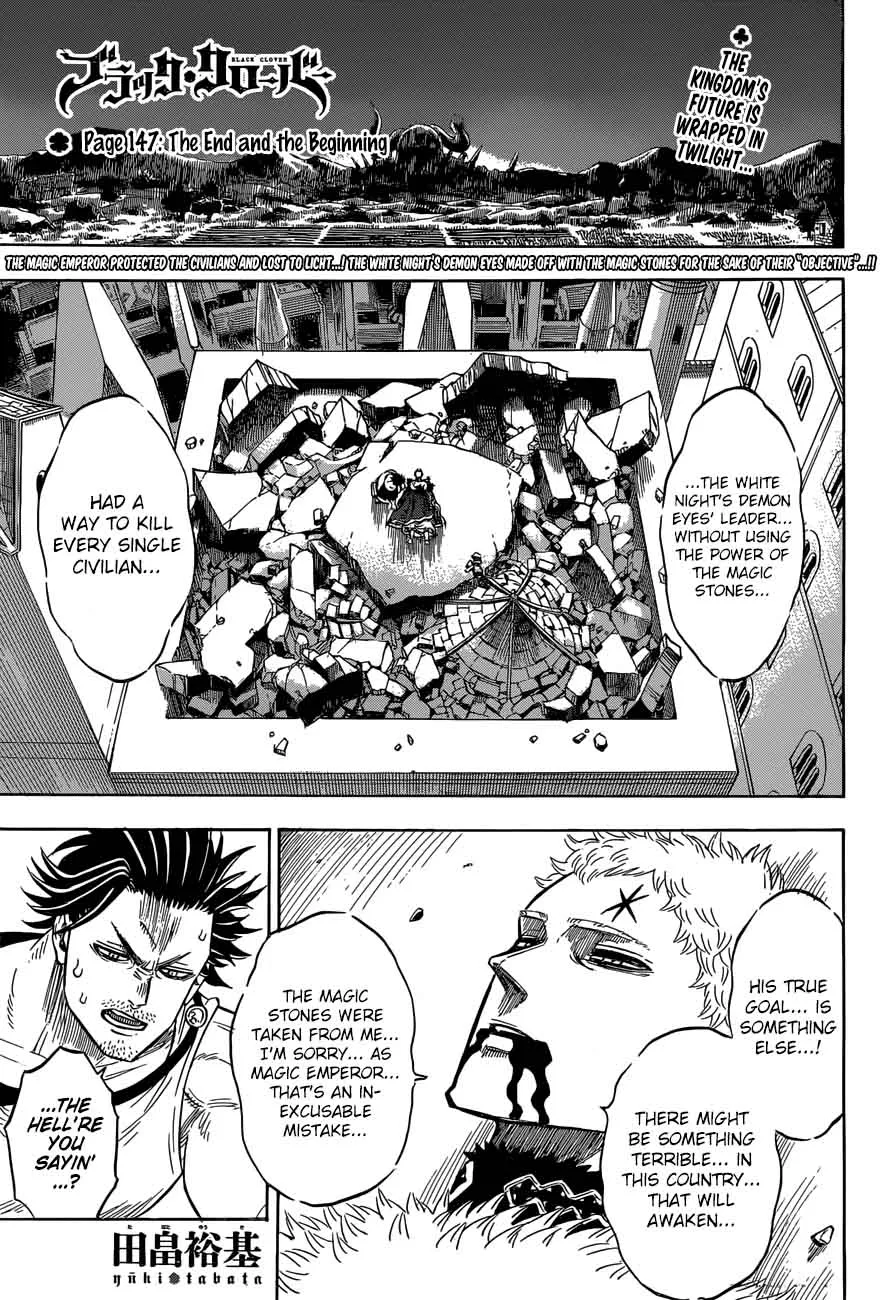 BLACK CLOVER
ブラック・クローバー
Page 147: The End and the Beginning
THE
KINGDOM'S
FUTURE IS
WRAPPED IN
TWILIGHT...
THE MAGIC EMPEROR PROTECTED THE CIVILIANS AND LOST TO LICHT...! THE WHITE NIGHT'S DEMON EYES MADE OFF WITH THE MAGIC STONES FOR THE SAKE OF THEIR "OBJECTIVE"...!!
...THE WHITE
NIGHT'S DEMON
EYES' LEADER...
WITHOUT USING
THE POWER OF
THE MAGIC
STONES...
HAD A
WAY TO KILL
EVERY SINGLE
CIVILIAN...
HIS TRUE
GOAL... IS
SOMETHING
ELSE...!
THERE MIGHT
BE SOMETHING
TERRIBLE... IN
THIS COUNTRY...
THAT WILL
AWAKEN...
THE MAGIC
STONES WERE
TAKEN FROM ME...
I'M SORRY... AS
MAGIC EMPEROR...
THAT'S AN IN-
EXCUSABLE
MISTAKE...
...THE
HELL'RE
YOU
SAYIN'
...?
田畠裕基
yūki tabata